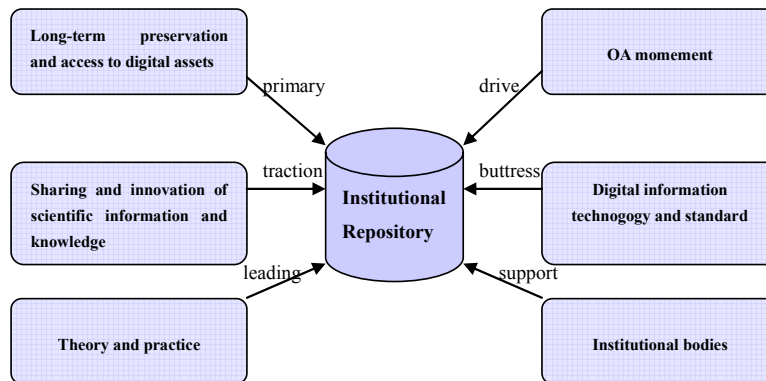 Long-term preservation
and access to digital assets
OA momement
primary
drive
traction
buttress
Sharing and innovation of
scientific information and
knowledge
Institutional
Repository
Digital information
technogogy and standard
leading
support
Theory and practice
Institutional bodies